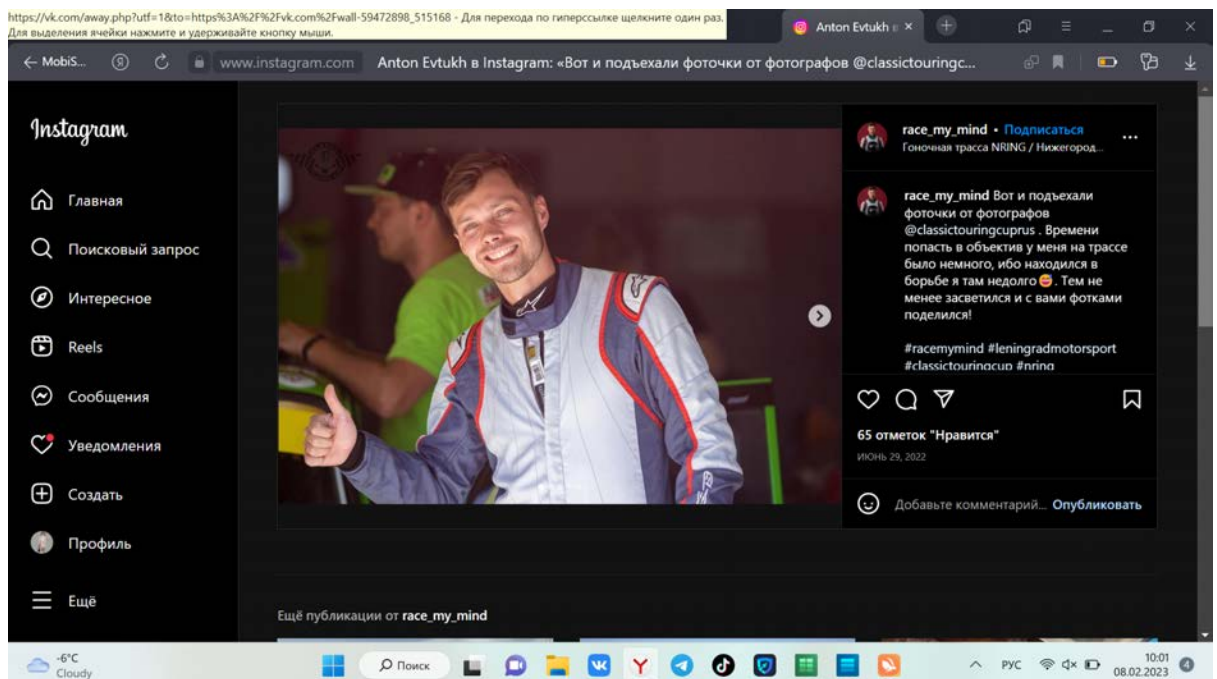 https://vk.com/away.php?utf=1&to=https%3A%2F%2Fvk.com%2Fwall-59472898_515168 - Для перехода по гиперссылке щелкните один раз.
Для выделения ячейки нажмите и удерживайте кнопку мыши.
Anton Evtukh
MobiS...
www.instagram.com
Anton Evtukh в Instagram: «Вот и подъехали фоточки от фотографов @classictouringc...
Instagram
Главная
Поисковый запрос
Интересное
Reels
Сообщения
Уведомления
Создать
Профиль
Ещё
race_my_mind • Подписаться
Гоночная трасса NRING / Нижегород...
race_my_mind Вот и подъехали
фоточки от фотографов
@classictouringcuprus . Времени
попасть в объектив у меня на трассе
было немного, ибо находился в
борьбе я там недолго😅. Тем не
менее засветился и с вами фотками
поделился!
#racemymind #leningradmotorsport
#classictouringcup #nring
65 отметок "Нравится"
ИЮНЬ 29, 2022
Добавьте комментарий... Опубликовать
Ещё публикации от race_my_mind
-6°C
Cloudy
Поиск
РУС
10:01
08.02.2023
4